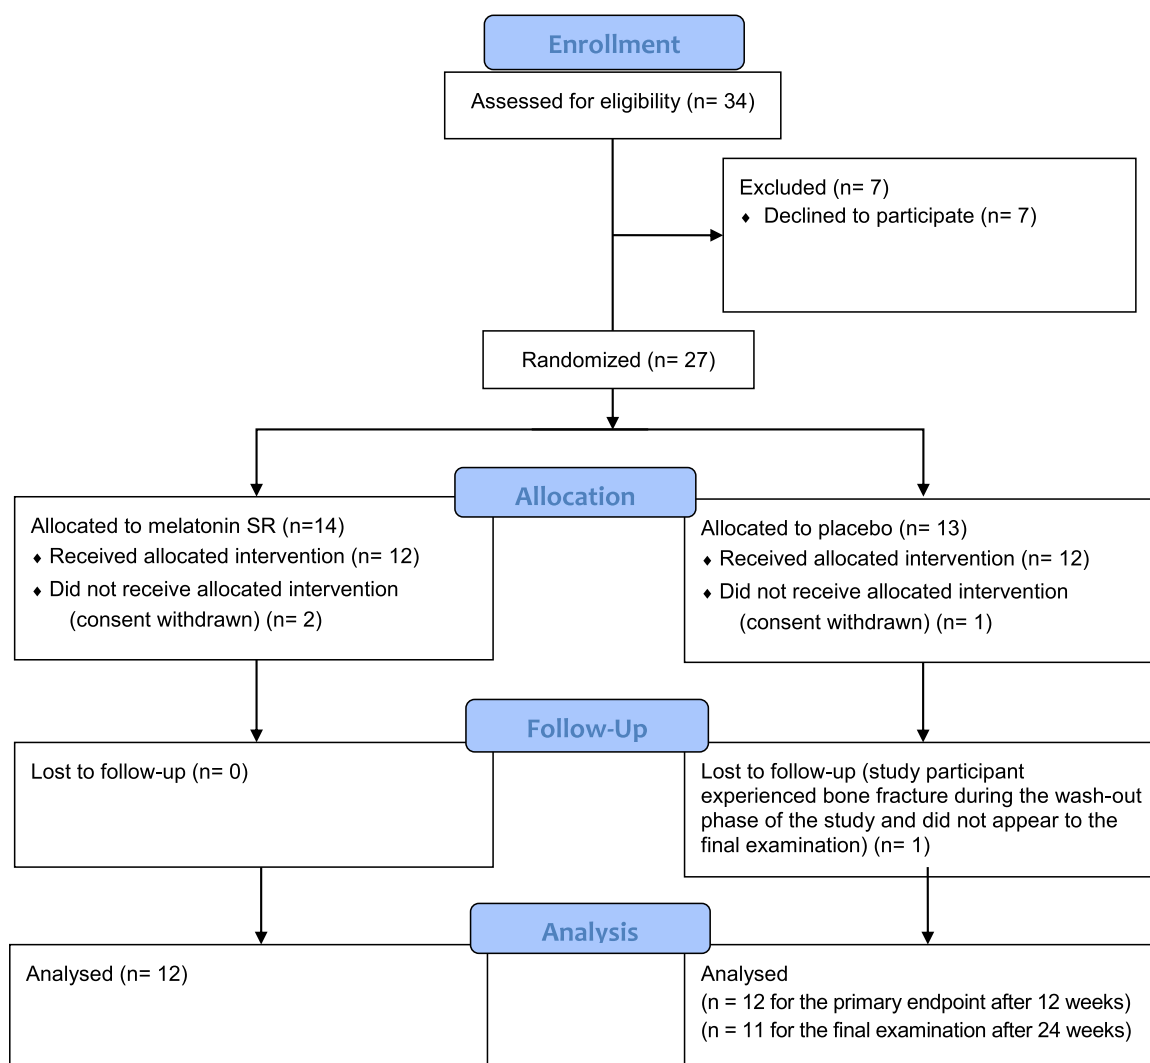 Enrollment
Assessed for eligibility (n= 34)
Excluded (n= 7)
♦ Declined to participate (n= 7)
Randomized (n= 27)
Allocation
Allocated to melatonin SR (n=14)
♦ Received allocated intervention (n= 12)
♦ Did not receive allocated intervention
(consent withdrawn) (n= 2)
Allocated to placebo (n= 13)
♦ Received allocated intervention (n= 12)
♦ Did not receive allocated intervention
(consent withdrawn) (n= 1)
Follow-Up
Lost to follow-up (n= 0)
Lost to follow-up (study participant
experienced bone fracture during the wash-out
phase of the study and did not appear to the
final examination) (n= 1)
Analysis
Analysed (n= 12)
Analysed
(n = 12 for the primary endpoint after 12 weeks)
(n = 11 for the final examination after 24 weeks)